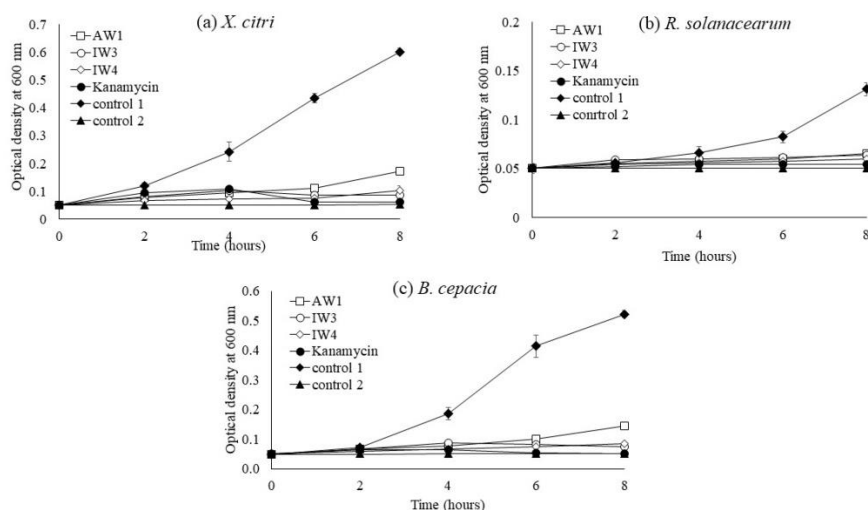 (a) X. citri
Optical density at 600 nm
0.7
0.6
0.5
0.4
0.3
0.2
0.1
0
AW1
IW3
IW4
Kanamycin
control 1
control 2
0 2 4 6 8
Time (hours)
(b) R. solanacearum
Optical density at 600 nm
0.2
0.15
0.1
0.05
0
AW1
IW3
IW4
Kanamycin
control 1
conrtrol 2
0 2 4 6 8
Time (hours)
(c) B. cepacia
Optical density at 600 nm
0.6
0.5
0.4
0.3
0.2
0.1
0.0
AW1
IW3
IW4
Kanamycin
control 1
control 2
0 2 4 6 8
Time (hours)